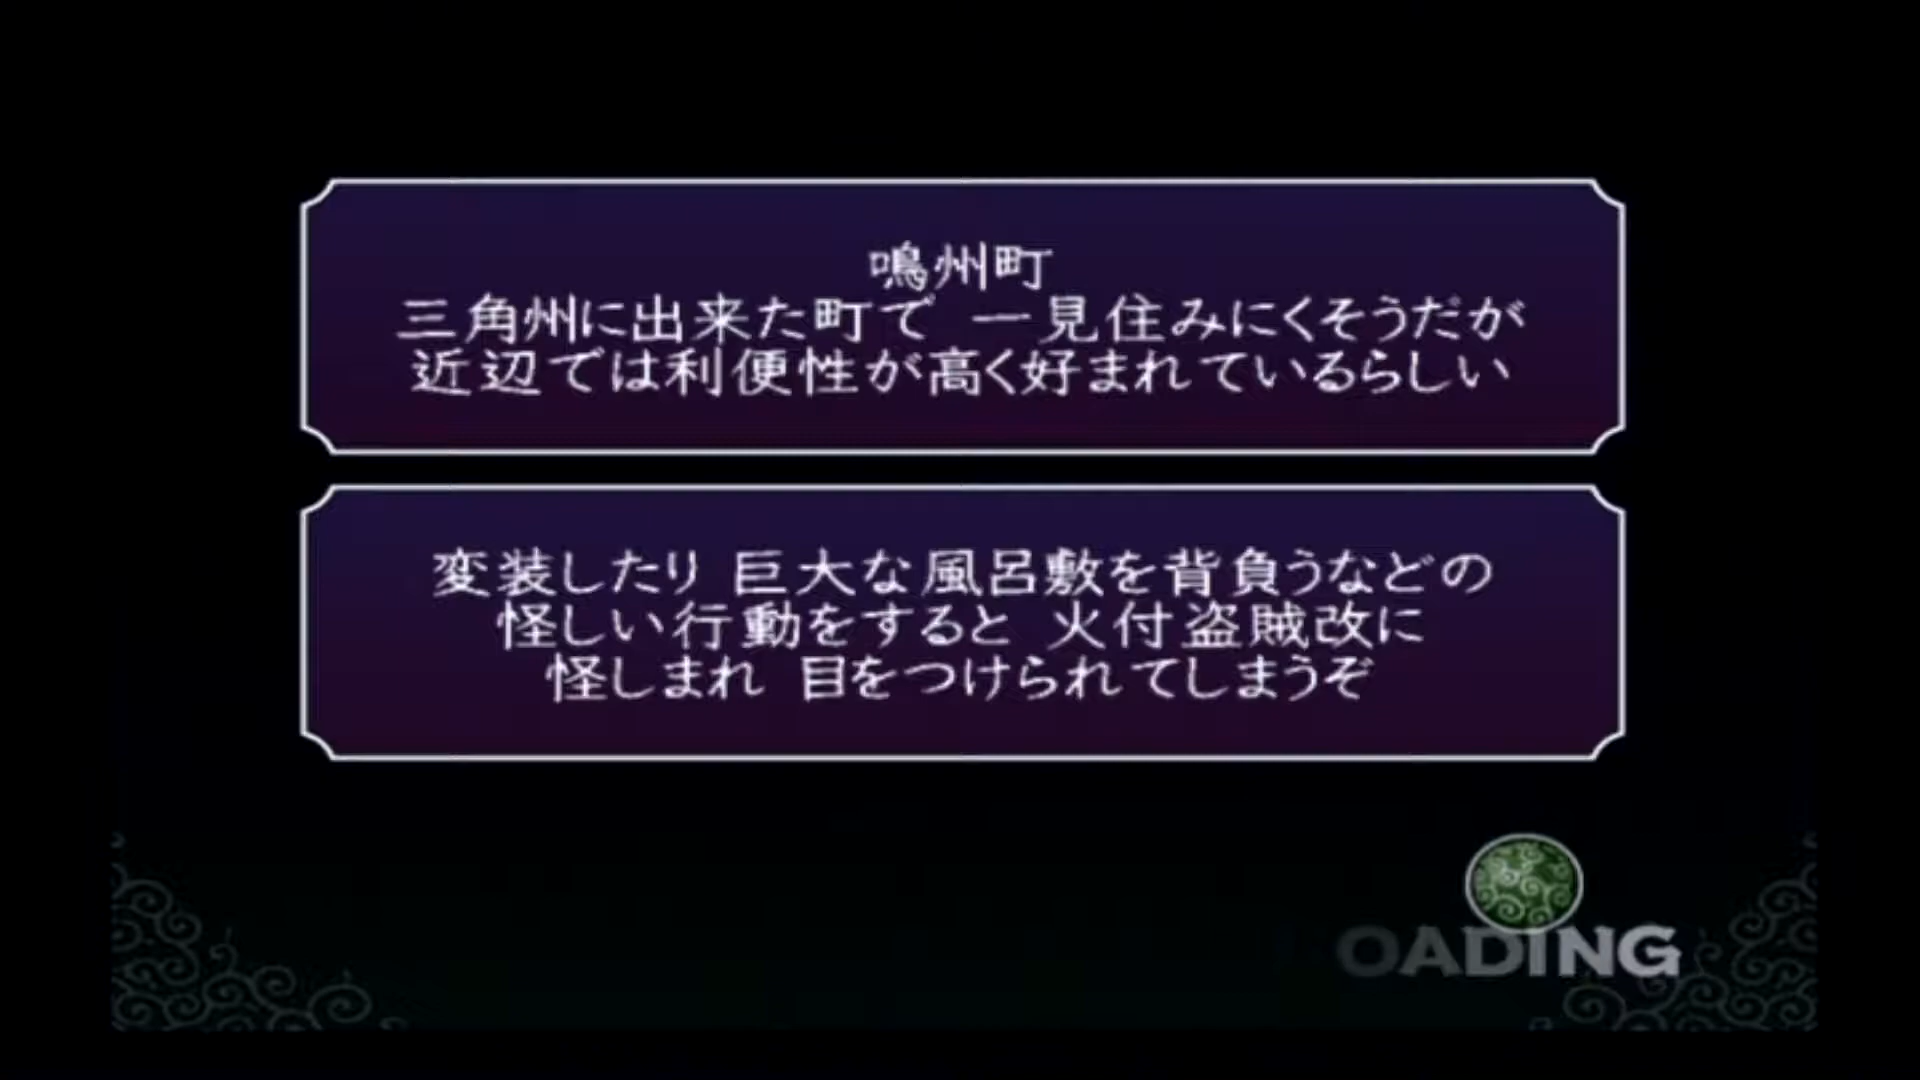 鳴州町
三角州に出来た町で 一見住みにくそうだが
近辺では利便性が高く好まれているらしい
変装したり 巨大な風呂敷を背負うなどの
怪しい行動をすると 火付盗賊改に
怪しまれ 目をつけられてしまうぞ
OADING